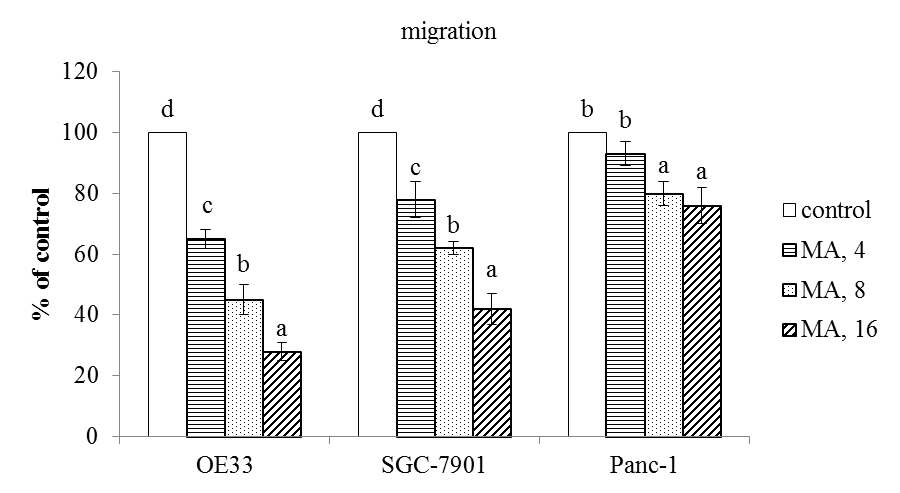 migration
% of control
120
100
80
60
40
20
0
d
c
b
a
d
c
b
a
b
b
a
a
OE33
SGC-7901
Panc-1
control
MA, 4
MA, 8
MA, 16